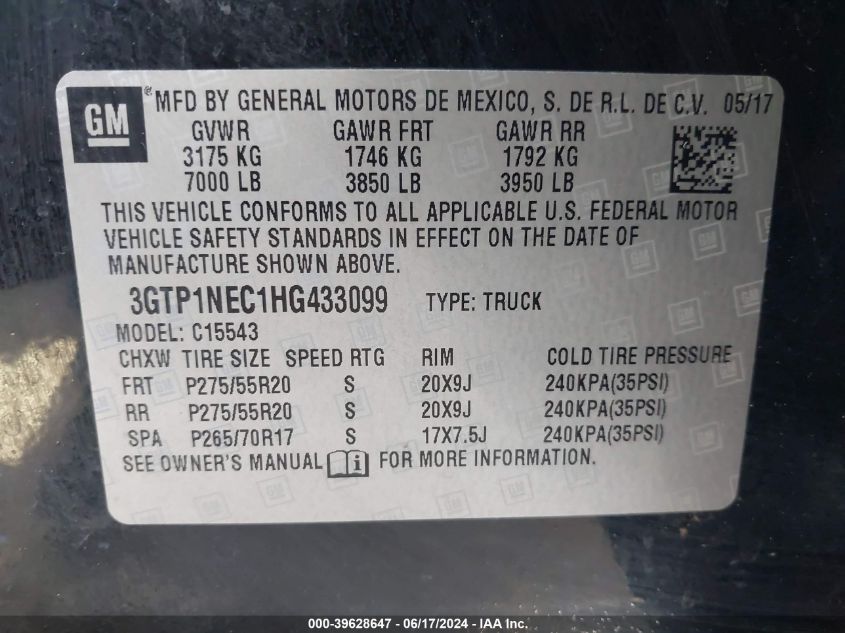 GM
® MFD BY GENERAL MOTORS DE MEXICO, S. DE R.L. DE C.V. 05/17
GVWR GAWR FRT GAWR RR
3175 KG 1746 KG 1792 KG
7000 LB 3850 LB 3950 LB
THIS VEHICLE CONFORMS TO ALL APPLICABLE U.S. FEDERAL MOTOR
VEHICLE SAFETY STANDARDS IN EFFECT ON THE DATE OF
MANUFACTURE SHOWN ABOVE.
3GTP1NEC1HG433099 TYPE: TRUCK
MODEL: C15543
CHXW TIRE SIZE SPEED RTG RIM COLD TIRE PRESSURE
FRT P275/55R20 S 20X9J 240KPA(35PSI)
RR P275/55R20 S 20X9J 240KPA(35PSI)
SPA P265/70R17 S 17X7.5J 240KPA(35PSI)
SEE OWNER'S MANUAL i FOR MORE INFORMATION.
000-39628647 - 06/17/2024 - IAA Inc.